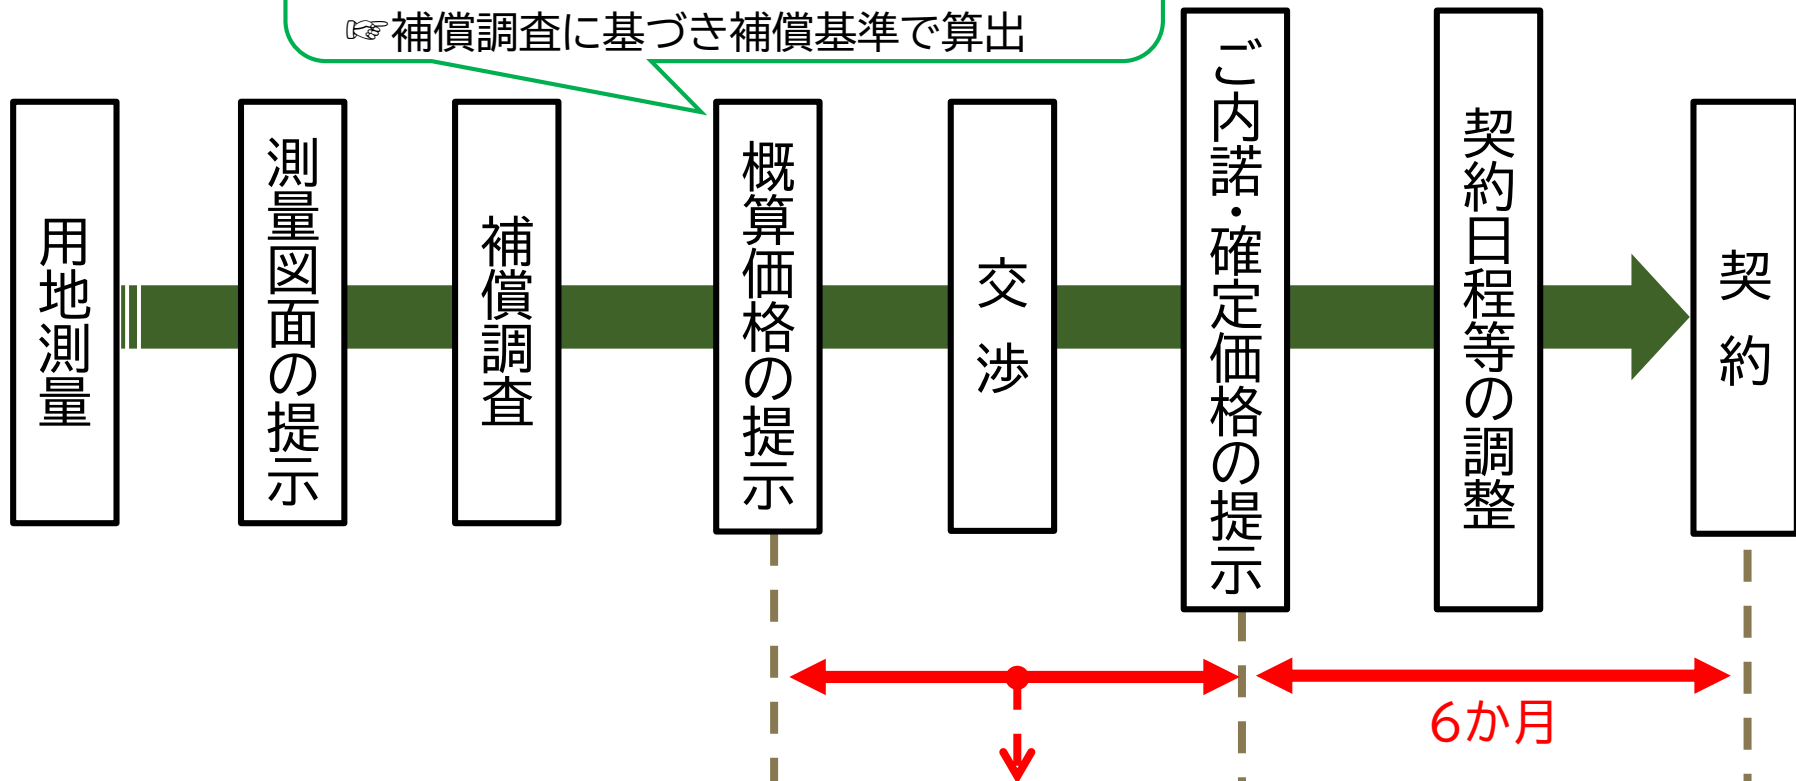 ☞補償調査に基づき補償基準で算出
用地測量
測量図面の提示
補償調査
概算価格の提示
交渉
ご内諾・確定価格の提示
契約日程等の調整
契約
6か月